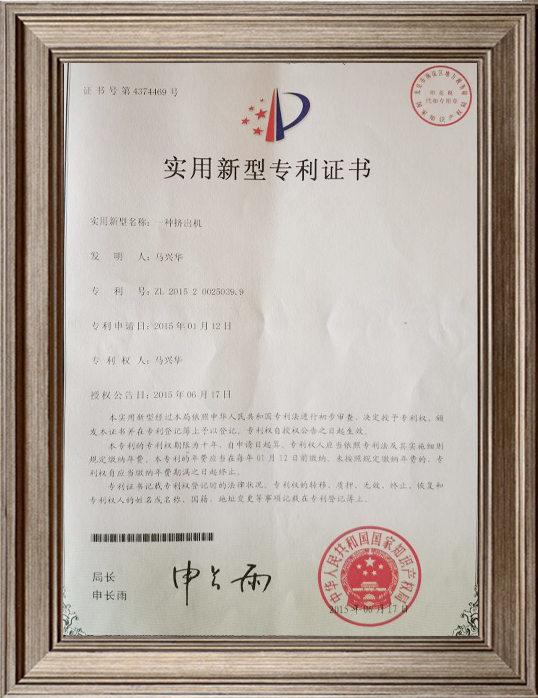 证书号第4374469号
实用新型专利证书
实用新型名称：一种挤出机
发明人：马兴华
专利号：ZL 2015 2 0025039.9
专利申请日：2015年01月12日
专利权人：马兴华
授权公告日：2015年06月17日
本实用新型经过本局依照中华人民共和国专利法进行初步审查，决定授予专利权，颁
发本证书并在专利登记簿上予以登记。专利权自授权公告之日起生效。
本专利的专利权期限为十年，自申请日起算。专利权人应当依照专利法及其实施细则
规定缴纳年费。本专利的年费应当在每年01月12日前缴纳。未按照规定缴纳年费的，专
利权自应当缴纳年费期满之日起终止。
专利证书记载专利权登记时的法律状况。专利权的转移、质押、无效、终止、恢复和
专利权人的姓名或名称、国籍、地址变更等事项记载在专利登记簿上。
局长
申长雨
申长雨
中华人民共和国国家知识产权局
2015年06月17日